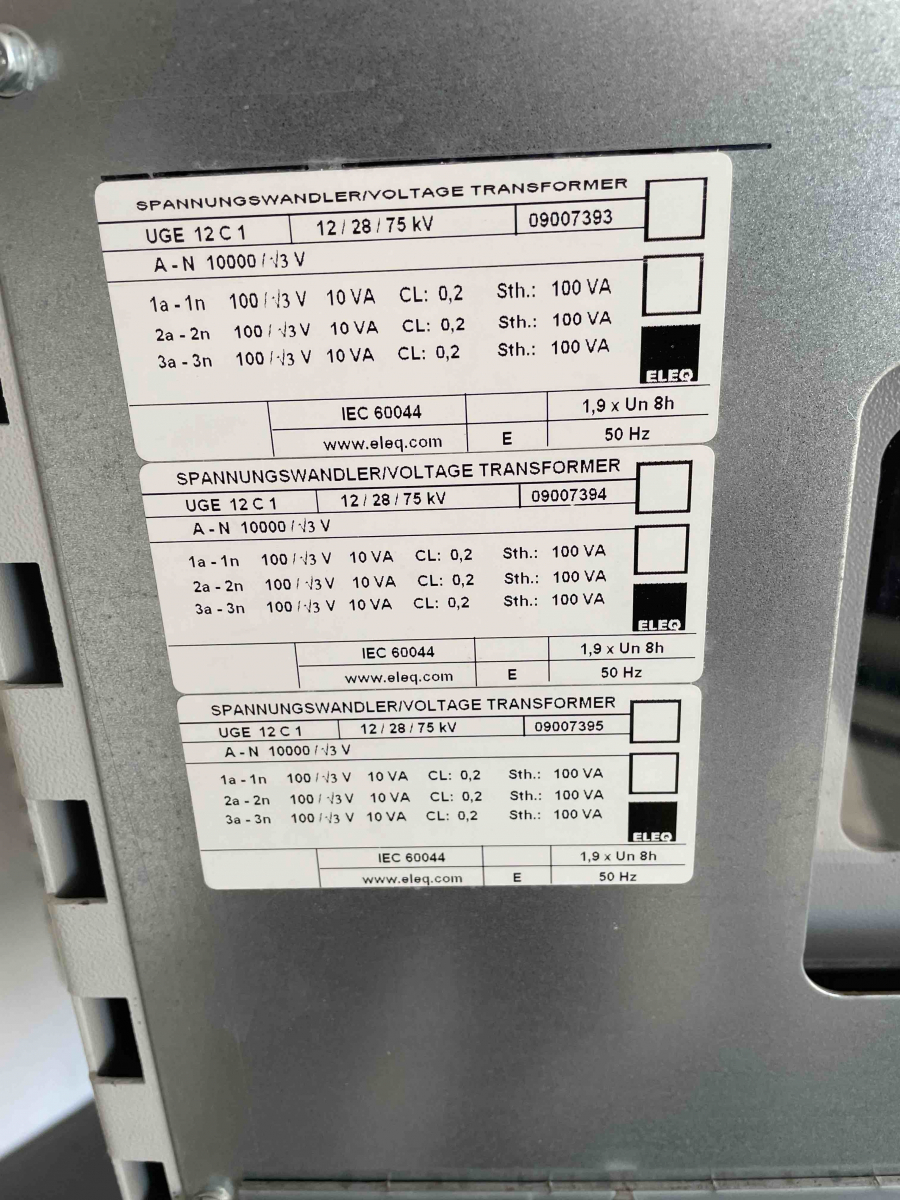 SPANNUNGSWANDLER/VOLTAGE TRANSFORMER
UGE 12 C 1 12 / 28 / 75 kV 09007393
A - N 10000 / √3 V
1a - 1n 100 / √3 V 10 VA CL: 0,2 Sth.: 100 VA
2a - 2n 100 / √3 V 10 VA CL: 0,2 Sth.: 100 VA
3a - 3n 100 / √3 V 10 VA CL: 0,2 Sth.: 100 VA
ELEQ
IEC 60044 1,9 x Un 8h
www.eleq.com E 50 Hz
SPANNUNGSWANDLER/VOLTAGE TRANSFORMER
UGE 12 C 1 12 / 28 / 75 kV 09007394
A - N 10000 / √3 V
1a - 1n 100 / √3 V 10 VA CL: 0,2 Sth.: 100 VA
2a - 2n 100 / √3 V 10 VA CL: 0,2 Sth.: 100 VA
3a - 3n 100 / √3 V 10 VA CL: 0,2 Sth.: 100 VA
ELEQ
IEC 60044 1,9 x Un 8h
www.eleq.com E 50 Hz
SPANNUNGSWANDLER/VOLTAGE TRANSFORMER
UGE 12 C 1 12 / 28 / 75 kV 09007395
A - N 10000 / √3 V
1a - 1n 100 / √3 V 10 VA CL: 0,2 Sth.: 100 VA
2a - 2n 100 / √3 V 10 VA CL: 0,2 Sth.: 100 VA
3a - 3n 100 / √3 V 10 VA CL: 0,2 Sth.: 100 VA
ELEQ
IEC 60044 1,9 x Un 8h
www.eleq.com E 50 Hz